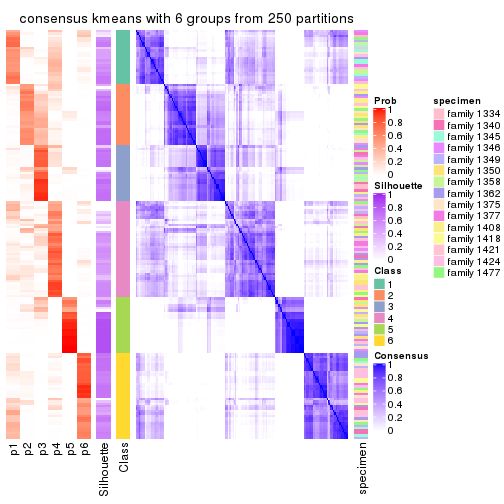 consensus kmeans with 6 groups from 250 partitions
p1
p2
p3
p4
p5
p6
Silhouette
Class
specimen
Prob
1
0.8
0.6
0.4
0.2
0
Silhouette
1
0.8
0.6
0.4
0.2
0
Class
1
2
3
4
5
6
Consensus
1
0.8
0.6
0.4
0.2
0
specimen
family 1334
family 1340
family 1345
family 1346
family 1349
family 1350
family 1358
family 1362
family 1375
family 1377
family 1408
family 1418
family 1421
family 1424
family 1477